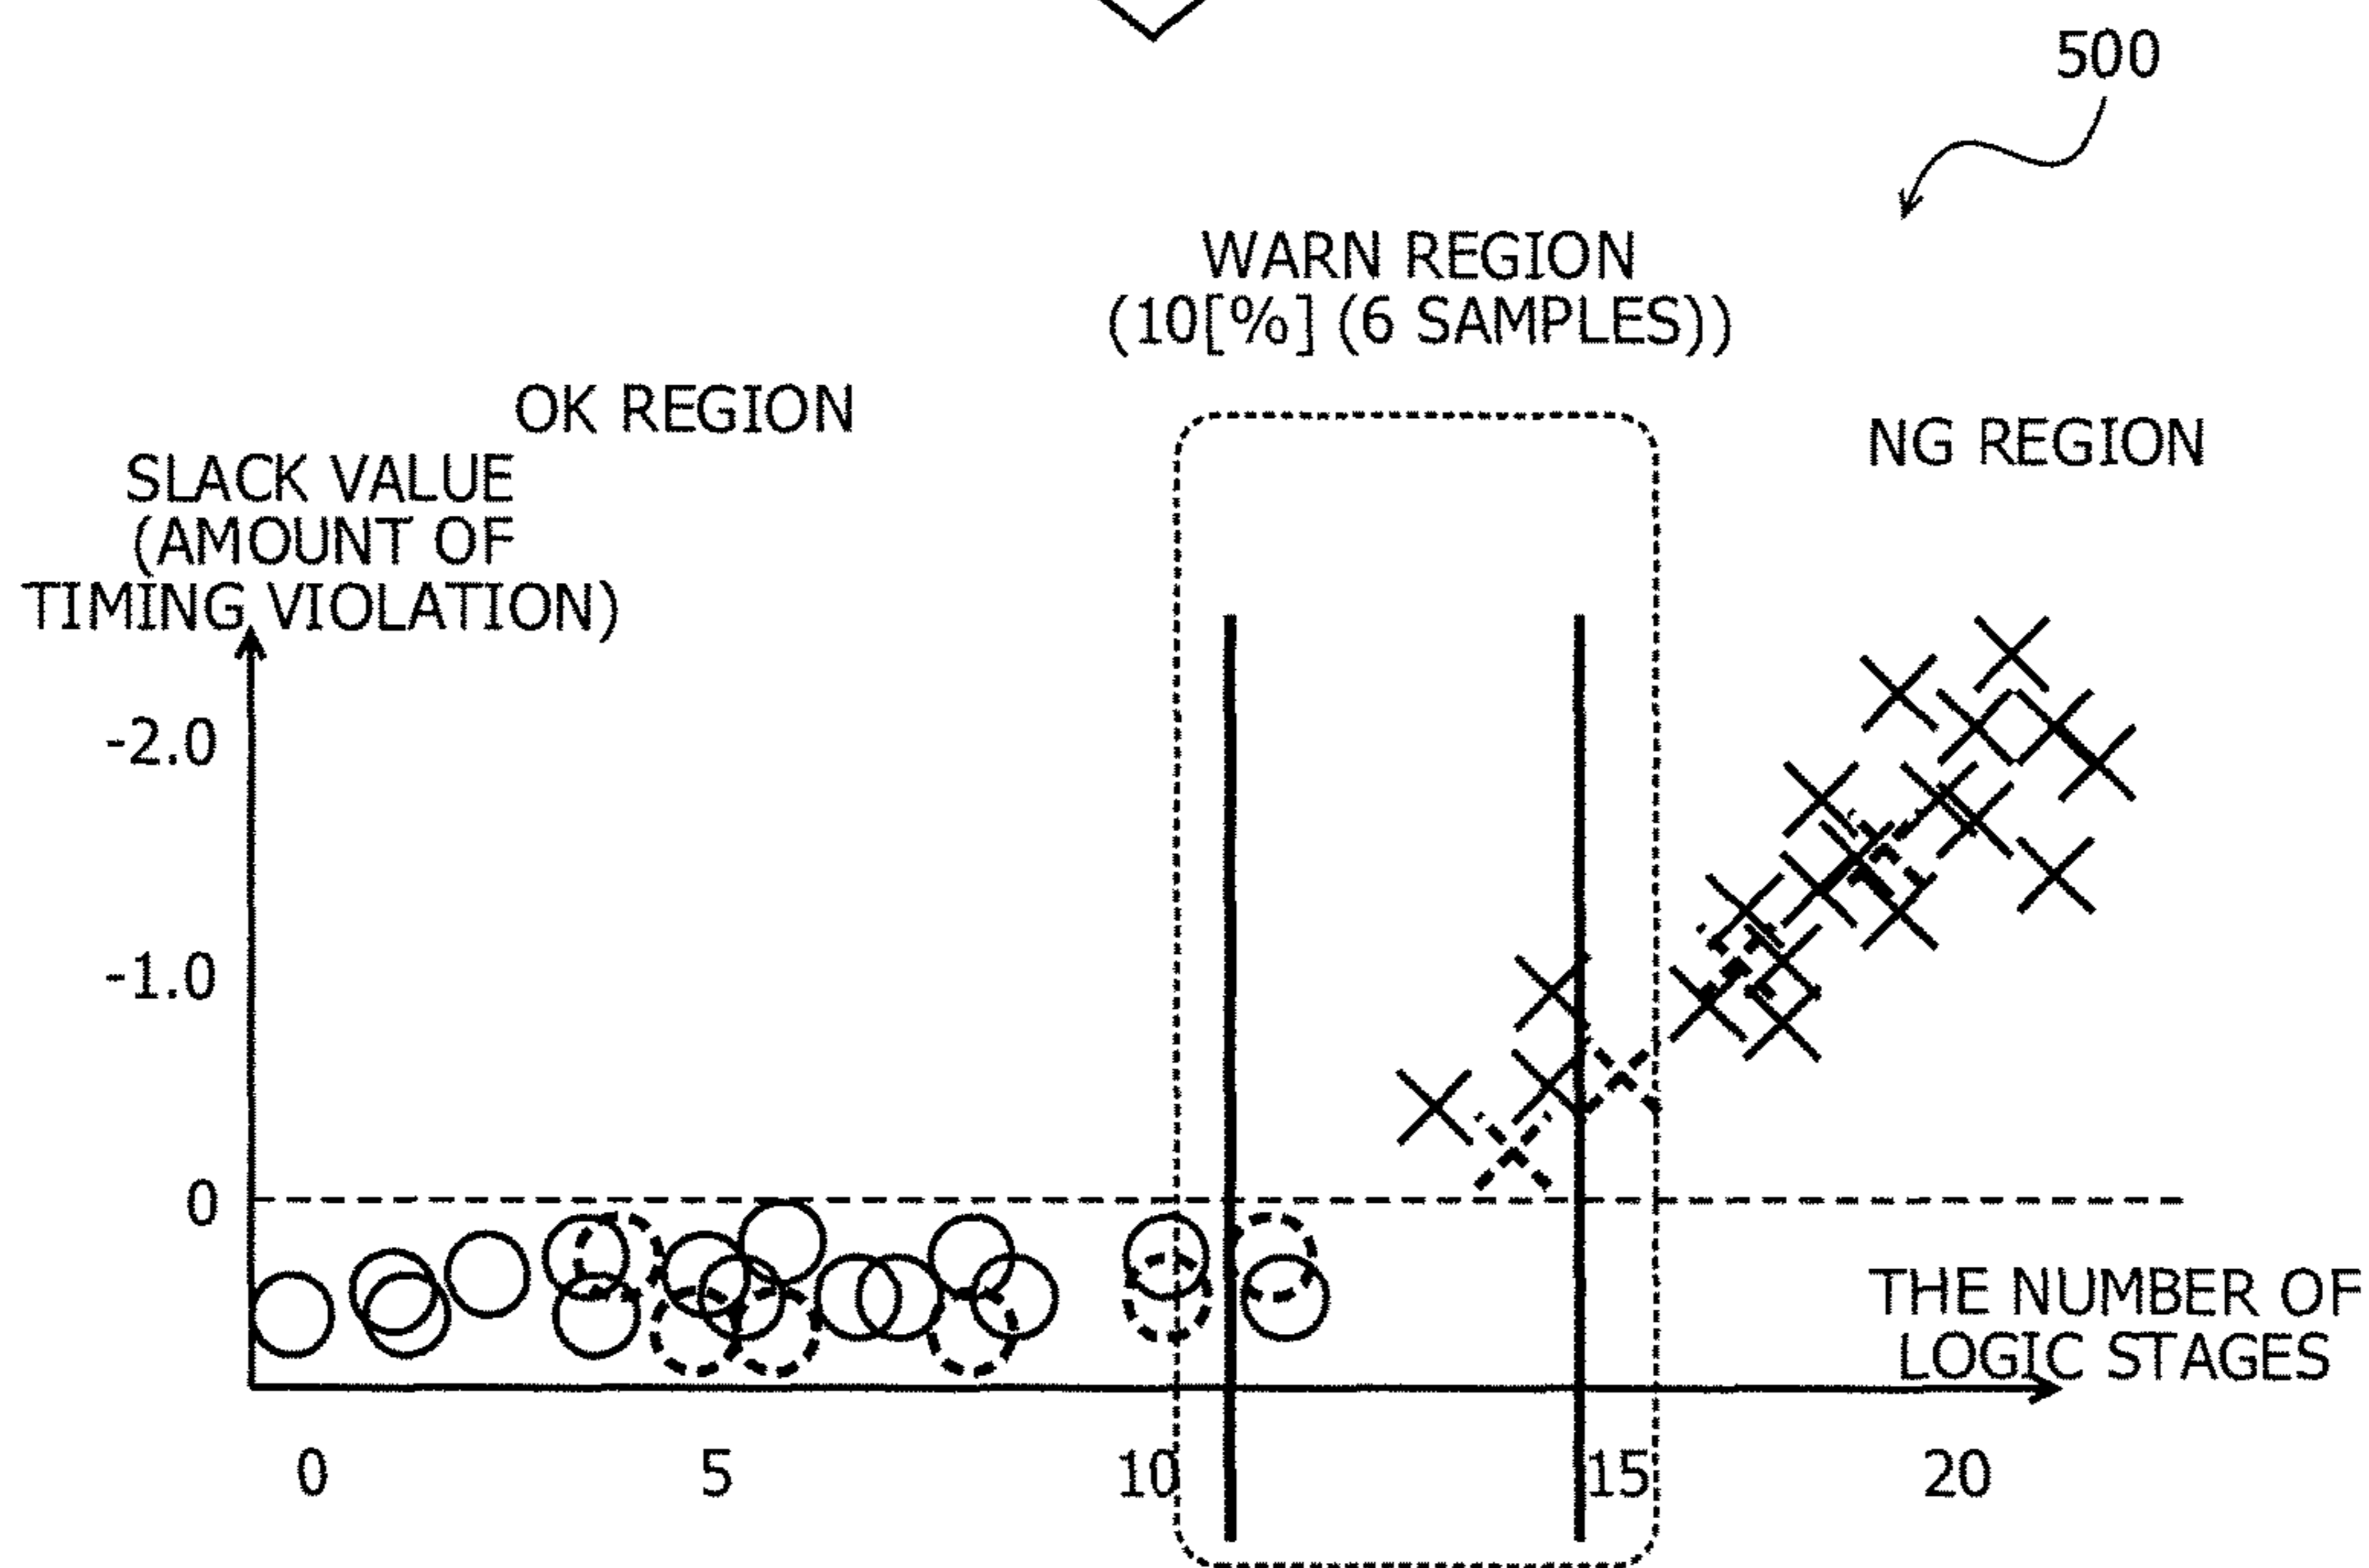 500
WARN REGION
(10[%] (6 SAMPLES))
OK REGION
NG REGION
SLACK VALUE
(AMOUNT OF
TIMING VIOLATION)
-2.0
-1.0
0
THE NUMBER OF
LOGIC STAGES
0 5 10 15 20